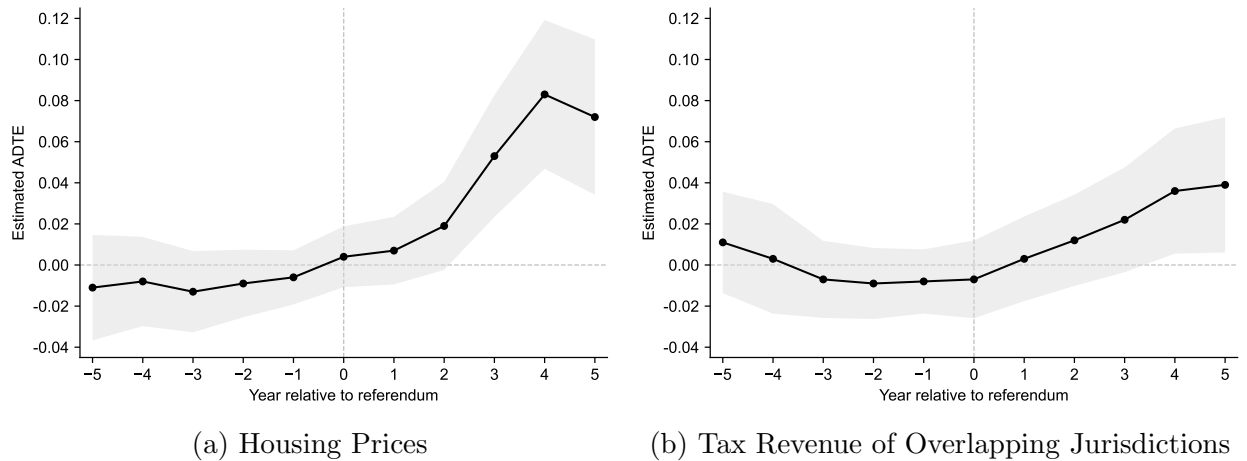 0.12
0.10
0.08
0.06
0.04
0.02
0.00
-0.02
-0.04
Estimated ADTE
−5 −4 −3 −2 −1 0 1 2 3 4 5
Year relative to referendum
(a) Housing Prices
0.12
0.10
0.08
0.06
0.04
0.02
0.00
-0.02
-0.04
Estimated ADTE
−5 −4 −3 −2 −1 0 1 2 3 4 5
Year relative to referendum
(b) Tax Revenue of Overlapping Jurisdictions